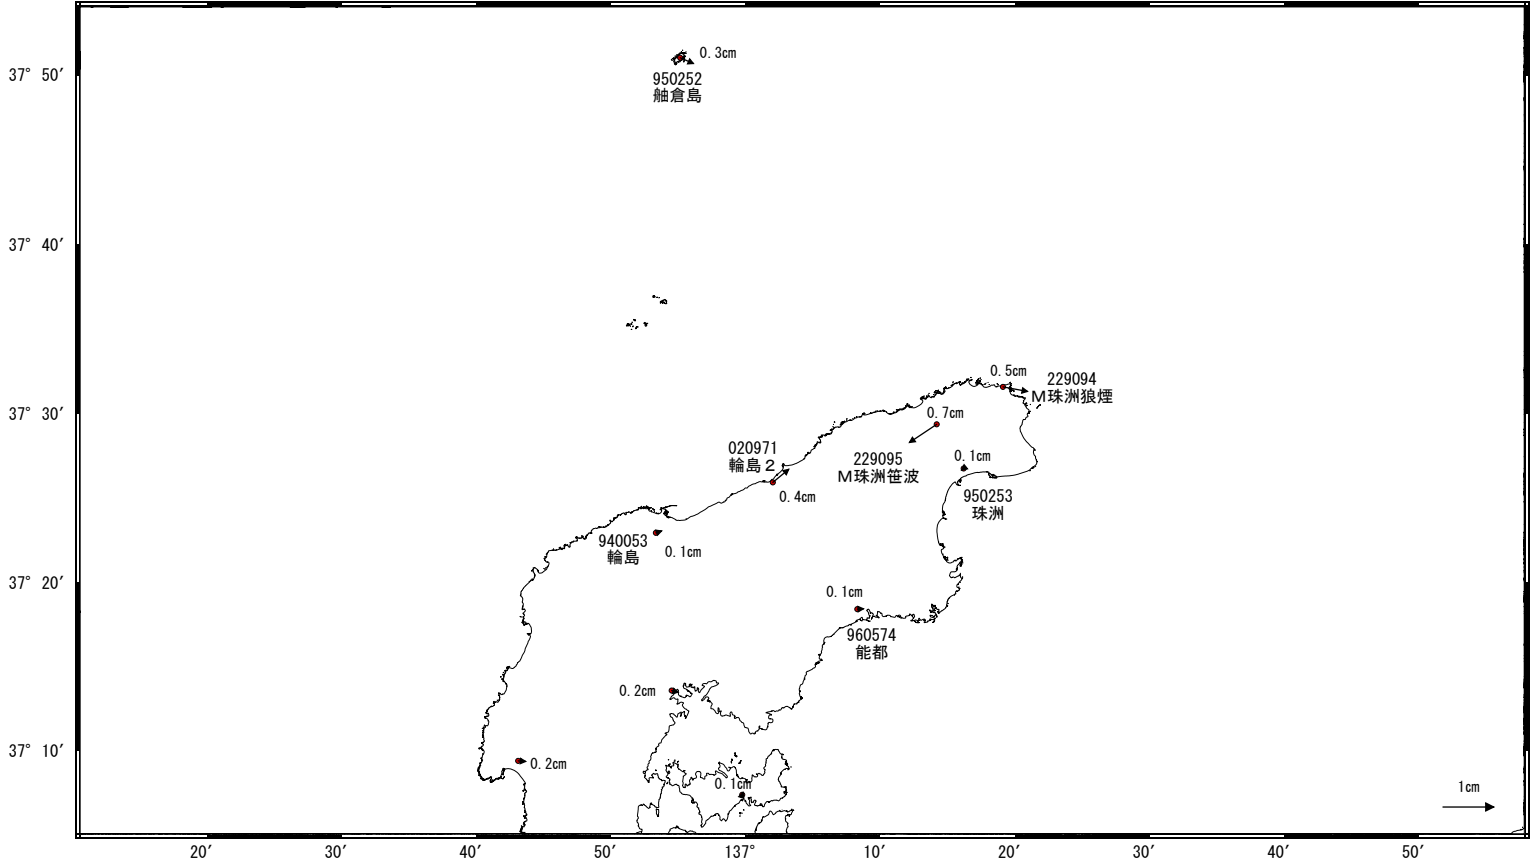 0.3cm
37° 50′
950252
舳倉島
37° 40′
0.5cm
229094
M珠洲狼煙
37° 30′
0.7cm
020971
輪島2
229095
M珠洲笹波
0.1cm
0.4cm
950253
珠洲
940053
輪島
0.1cm
37° 20′
0.1cm
960574
能都
0.2cm
37° 10′
0.2cm
0.1cm
1cm
20′ 30′ 40′ 50′ 137° 10′ 20′ 30′ 40′ 50′